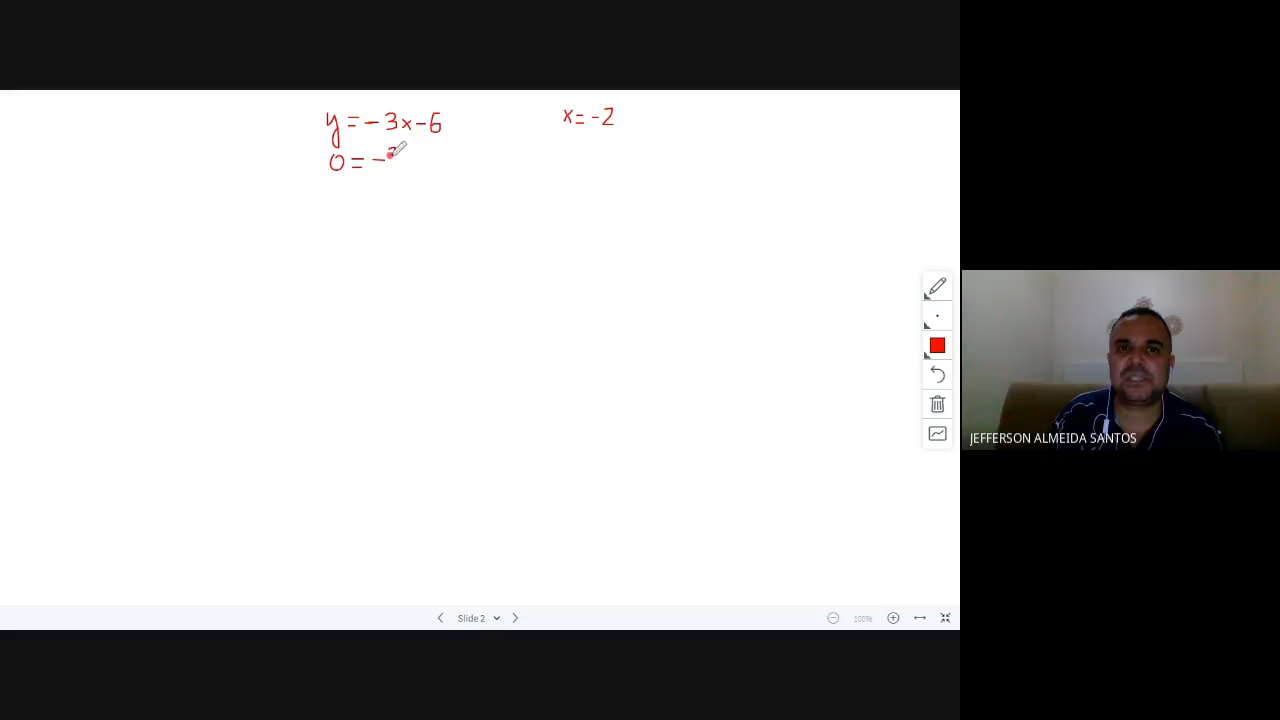 y = - 3x - 6
x = -2
0 = -
JEFFERSON ALMEIDA SANTOS
Slide 2
100%